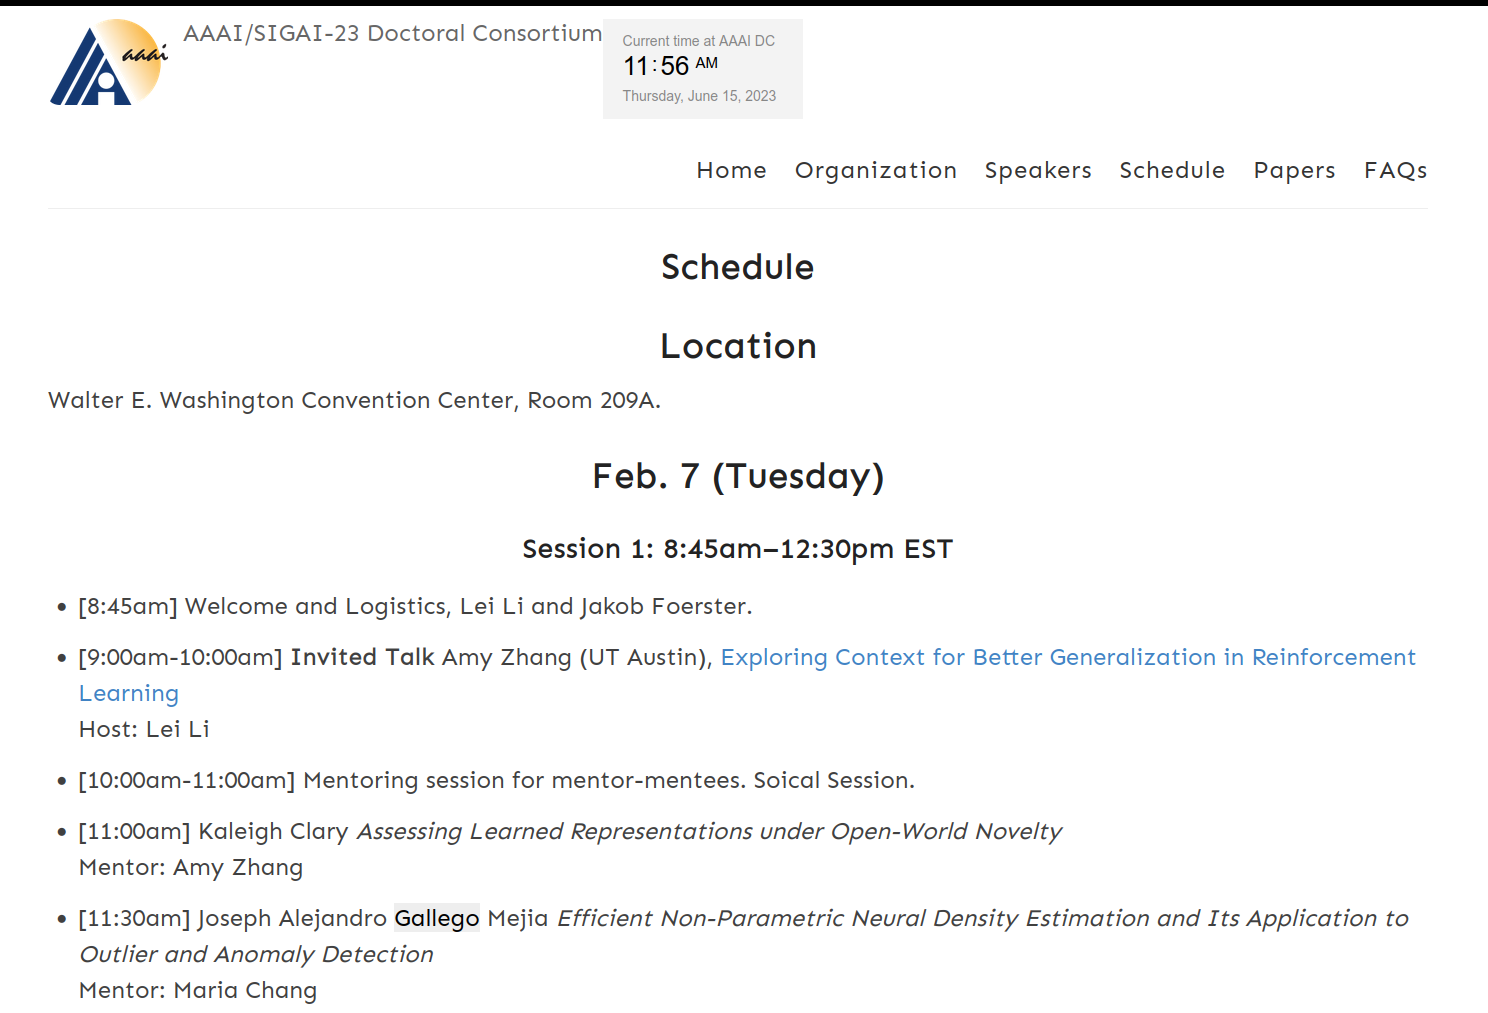 aaai
AAAI/SIGAI-23 Doctoral Consortium
Current time at AAAI DC
11:56 AM
Thursday, June 15, 2023
Home Organization Speakers Schedule Papers FAQs
Schedule
Location
Walter E. Washington Convention Center, Room 209A.
Feb. 7 (Tuesday)
Session 1: 8:45am–12:30pm EST
• [8:45am] Welcome and Logistics, Lei Li and Jakob Foerster.
• [9:00am-10:00am] Invited Talk Amy Zhang (UT Austin), Exploring Context for Better Generalization in Reinforcement
Learning
Host: Lei Li
• [10:00am-11:00am] Mentoring session for mentor-mentees. Soical Session.
• [11:00am] Kaleigh Clary Assessing Learned Representations under Open-World Novelty
Mentor: Amy Zhang
• [11:30am] Joseph Alejandro Gallego Mejia Efficient Non-Parametric Neural Density Estimation and Its Application to
Outlier and Anomaly Detection
Mentor: Maria Chang